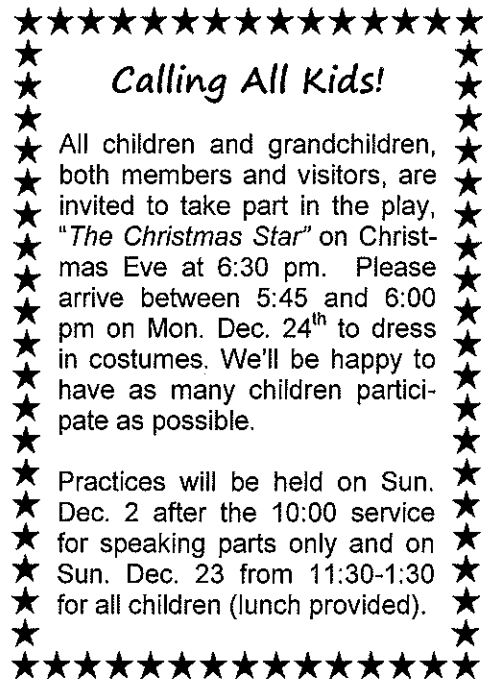 Calling All Kids!
All children and grandchildren,
both members and visitors, are
invited to take part in the play,
"The Christmas Star" on Christ-
mas Eve at 6:30 pm. Please
arrive between 5:45 and 6:00
pm on Mon. Dec. 24th to dress
in costumes. We'll be happy to
have as many children partici-
pate as possible.
Practices will be held on Sun.
Dec. 2 after the 10:00 service
for speaking parts only and on
Sun. Dec. 23 from 11:30-1:30
for all children (lunch provided).